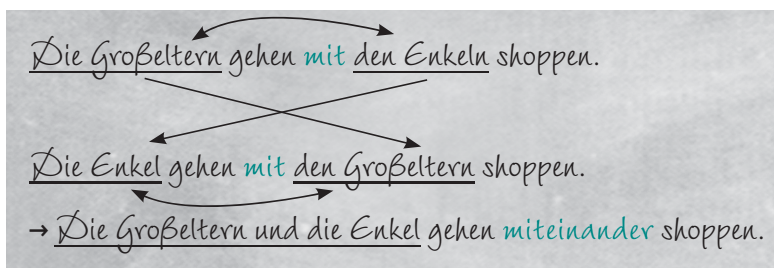 Die Großeltern gehen mit den Enkeln shoppen.
Die Enkel gehen mit den Großeltern shoppen.
→ Die Großeltern und die Enkel gehen miteinander shoppen.